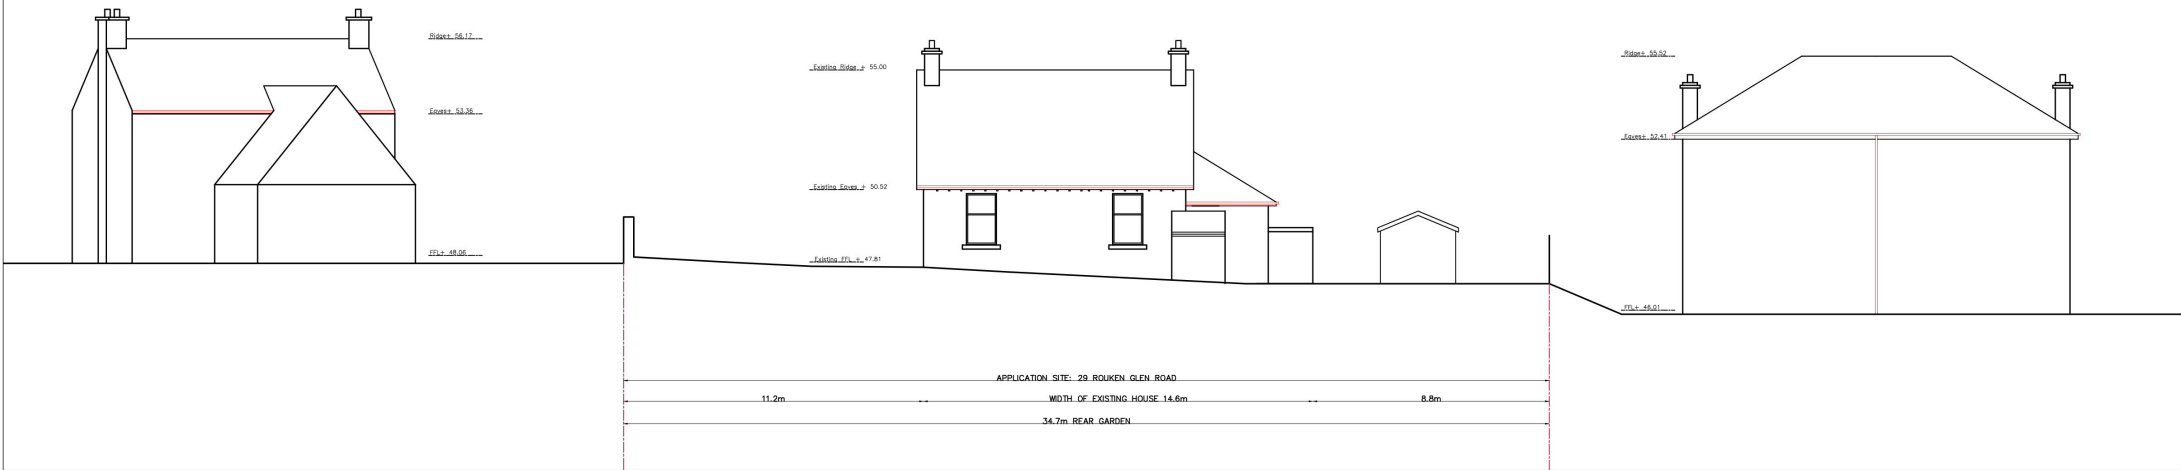 Ridge+ 56.17
Eaves+ 53.36
FFL+ 48.06
Existing Ridge + 55.00
Existing Eaves + 50.52
Existing FFL + 47.81
Ridge+ 55.52
Eaves+ 52.41
FFL+ 46.01
APPLICATION SITE: 29 ROUKEN GLEN ROAD
11.2m WIDTH OF EXISTING HOUSE 14.6m 8.8m
34.7m REAR GARDEN